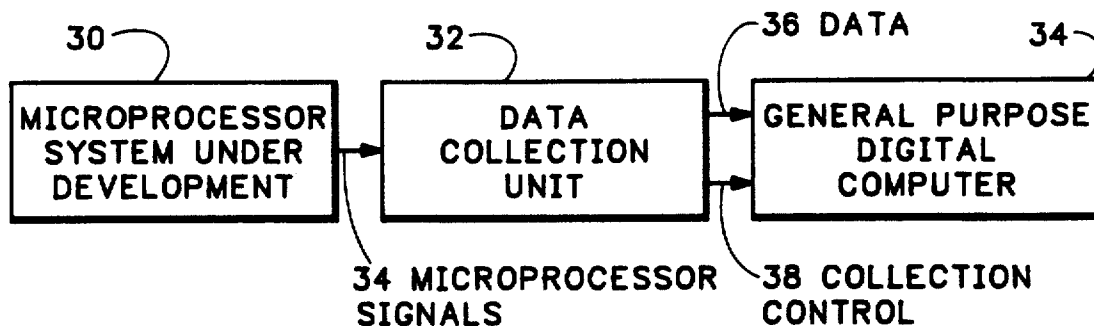 30
32
36 DATA
34
MICROPROCESSOR
SYSTEM UNDER
DEVELOPMENT
DATA
COLLECTION
UNIT
GENERAL PURPOSE
DIGITAL
COMPUTER
34 MICROPROCESSOR
SIGNALS
38 COLLECTION
CONTROL